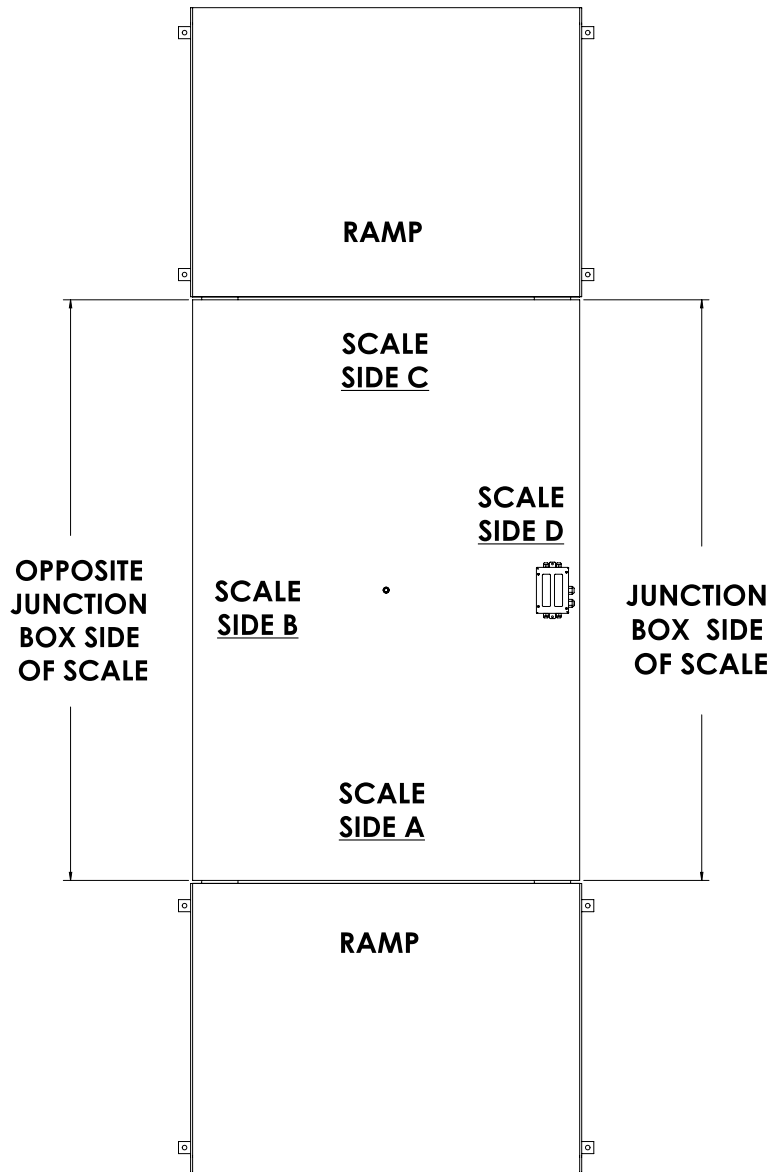 RAMP
SCALE
SIDE C
SCALE
SIDE D
OPPOSITE
JUNCTION
BOX SIDE
OF SCALE
SCALE
SIDE B
JUNCTION
BOX SIDE
OF SCALE
SCALE
SIDE A
RAMP